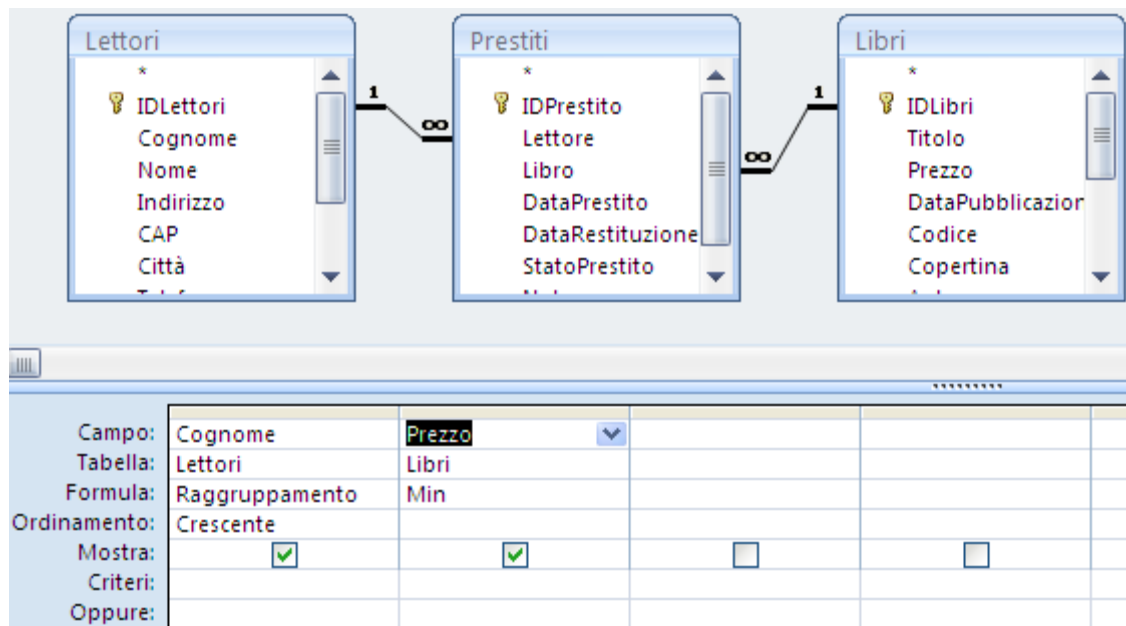 Lettori
*
IDLettori
Cognome
Nome
Indirizzo
CAP
Città
1
∞
Prestiti
*
IDPrestito
Lettore
Libro
DataPrestito
DataRestituzione
StatoPrestito
∞
1
Libri
*
IDLibri
Titolo
Prezzo
DataPubblicazion
Codice
Copertina
Campo: Cognome Prezzo
Tabella: Lettori Libri
Formula: Raggruppamento Min
Ordinamento: Crescente
Mostra:
Criteri:
Oppure: